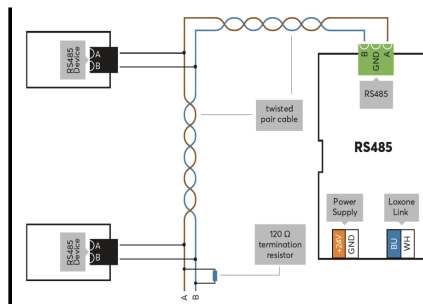 RS485
Device
A
B
B
GND
A
RS485
twisted
pair cable
RS485
Power
Supply
Loxone
Link
+24V
GND
BU
WH
RS485
Device
A
B
120 Ω
termination
resistor
A
B